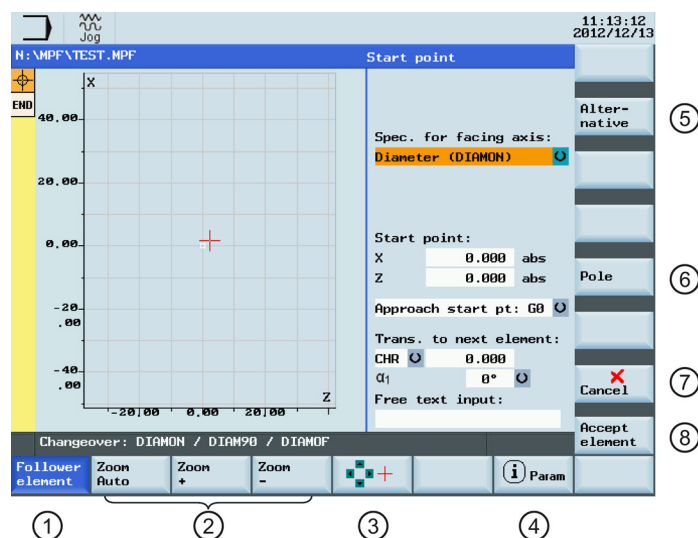 11:13:12
2012/12/13
Jog
N:\MPF\TEST.MPF
Start point
X
END
40.00
20.00
0.00
-20
.00
-40
.00
-20.00 0.00 20.00
Z
Spec. for facing axis:
Diameter (DIAMON)
Start point:
X 0.000 abs
Z 0.000 abs
Approach start pt: G0
Trans. to next element:
CHR 0.000
α1 0°
Free text input:
Alter-
native
Pole
Cancel
Accept
element
Changeover: DIAMON / DIAM90 / DIAMOF
Follower
element
Zoom
Auto
Zoom
+
Zoom
-
i Param
1
2
3
4
5
6
7
8